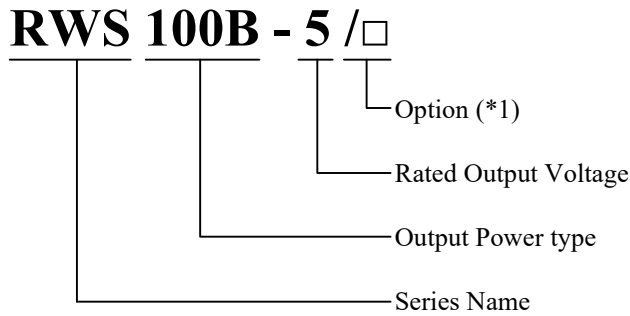 RWS 100B - 5 /□
Option (*1)
Rated Output Voltage
Output Power type
Series Name